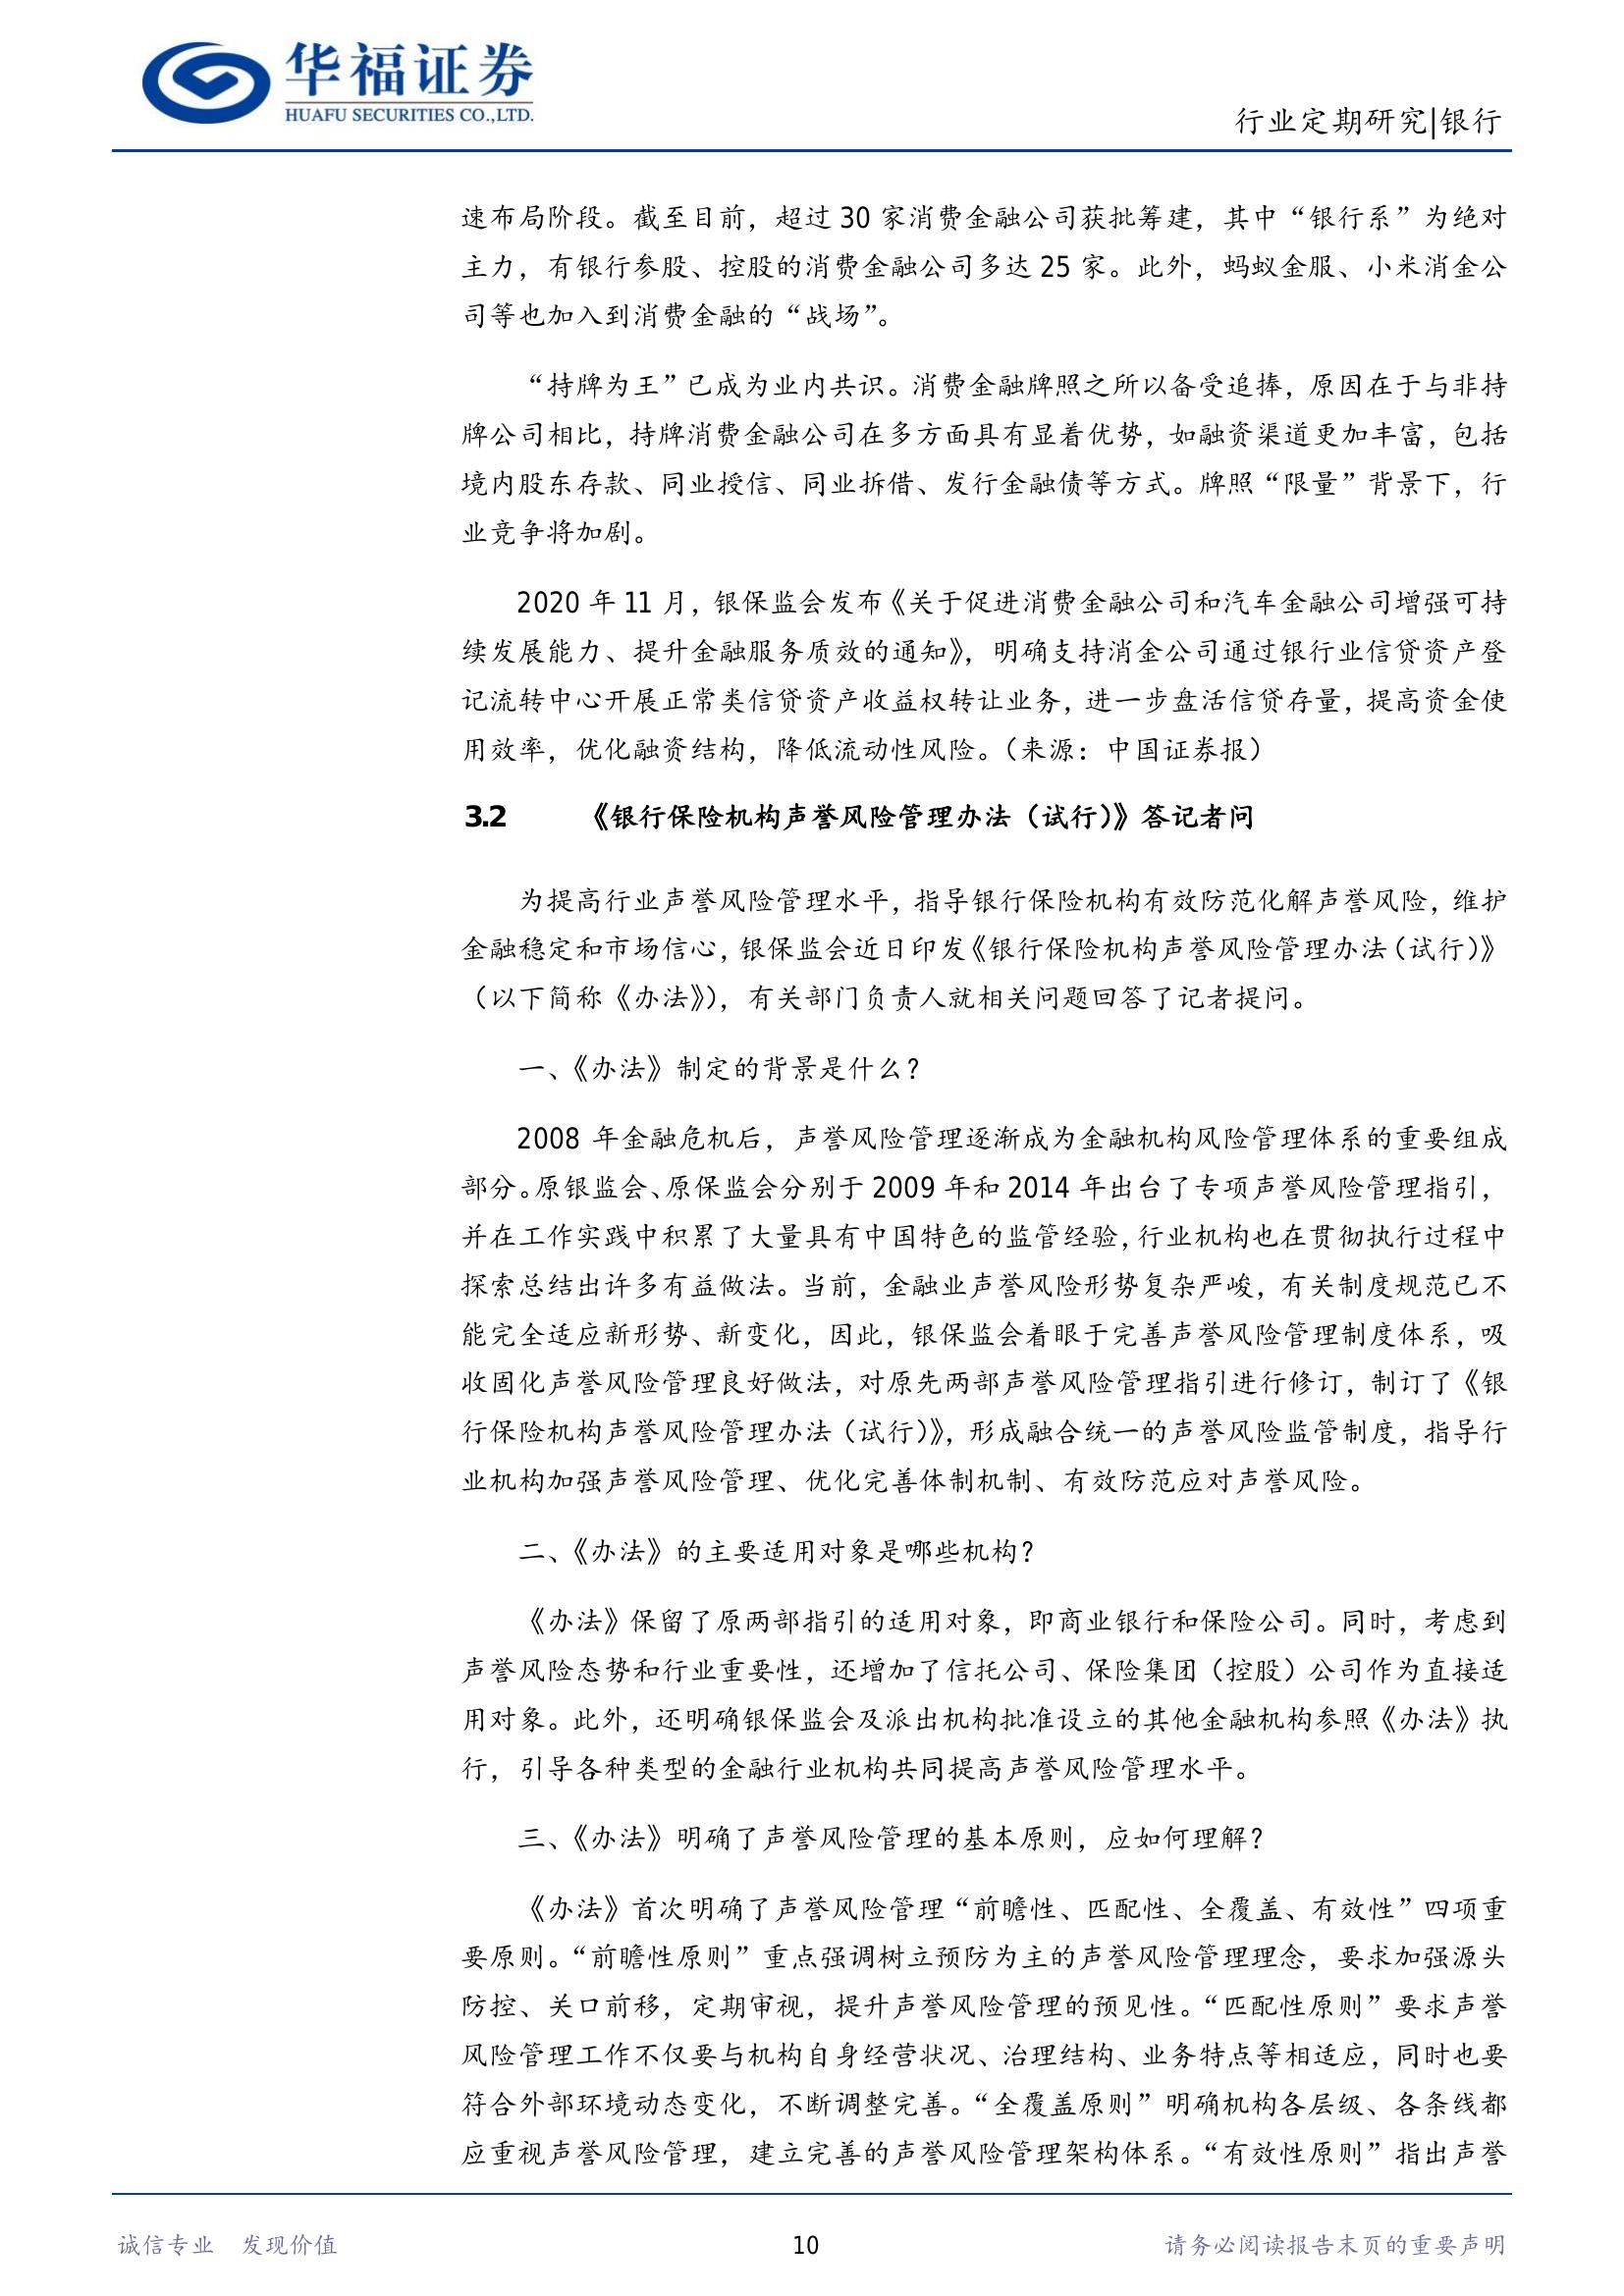 华福证券
HUAFU SECURITIES CO.,LTD.
行业定期研究|银行
速布局阶段。截至目前，超过 30 家消费金融公司获批筹建，其中“银行系”为绝对
主力，有银行参股、控股的消费金融公司多达 25 家。此外，蚂蚁金服、小米消金公
司等也加入到消费金融的“战场”。
“持牌为王”已成为业内共识。消费金融牌照之所以备受追捧，原因在于与非持
牌公司相比，持牌消费金融公司在多方面具有显着优势，如融资渠道更加丰富，包括
境内股东存款、同业授信、同业拆借、发行金融债等方式。牌照“限量”背景下，行
业竞争将加剧。
2020 年 11 月，银保监会发布《关于促进消费金融公司和汽车金融公司增强可持
续发展能力、提升金融服务质效的通知》，明确支持消金公司通过银行业信贷资产登
记流转中心开展正常类信贷资产收益权转让业务，进一步盘活信贷存量，提高资金使
用效率，优化融资结构，降低流动性风险。（来源：中国证券报）
3.2 《银行保险机构声誉风险管理办法（试行）》答记者问
为提高行业声誉风险管理水平，指导银行保险机构有效防范化解声誉风险，维护
金融稳定和市场信心，银保监会近日印发《银行保险机构声誉风险管理办法（试行）》
（以下简称《办法》），有关部门负责人就相关问题回答了记者提问。
一、《办法》制定的背景是什么？
2008 年金融危机后，声誉风险管理逐渐成为金融机构风险管理体系的重要组成
部分。原银监会、原保监会分别于 2009 年和 2014 年出台了专项声誉风险管理指引，
并在工作实践中积累了大量具有中国特色的监管经验，行业机构也在贯彻执行过程中
探索总结出许多有益做法。当前，金融业声誉风险形势复杂严峻，有关制度规范已不
能完全适应新形势、新变化，因此，银保监会着眼于完善声誉风险管理制度体系，吸
收固化声誉风险管理良好做法，对原先两部声誉风险管理指引进行修订，制订了《银
行保险机构声誉风险管理办法（试行）》，形成融合统一的声誉风险监管制度，指导行
业机构加强声誉风险管理、优化完善体制机制、有效防范应对声誉风险。
二、《办法》的主要适用对象是哪些机构？
《办法》保留了原两部指引的适用对象，即商业银行和保险公司。同时，考虑到
声誉风险态势和行业重要性，还增加了信托公司、保险集团（控股）公司作为直接适
用对象。此外，还明确银保监会及派出机构批准设立的其他金融机构参照《办法》执
行，引导各种类型的金融行业机构共同提高声誉风险管理水平。
三、《办法》明确了声誉风险管理的基本原则，应如何理解？
《办法》首次明确了声誉风险管理“前瞻性、匹配性、全覆盖、有效性”四项重
要原则。“前瞻性原则”重点强调树立预防为主的声誉风险管理理念，要求加强源头
防控、关口前移，定期审视，提升声誉风险管理的预见性。“匹配性原则”要求声誉
风险管理工作不仅要与机构自身经营状况、治理结构、业务特点等相适应，同时也要
符合外部环境动态变化，不断调整完善。“全覆盖原则”明确机构各层级、各条线都
应重视声誉风险管理，建立完善的声誉风险管理架构体系。“有效性原则”指出声誉
诚信专业 发现价值
10
请务必阅读报告末页的重要声明